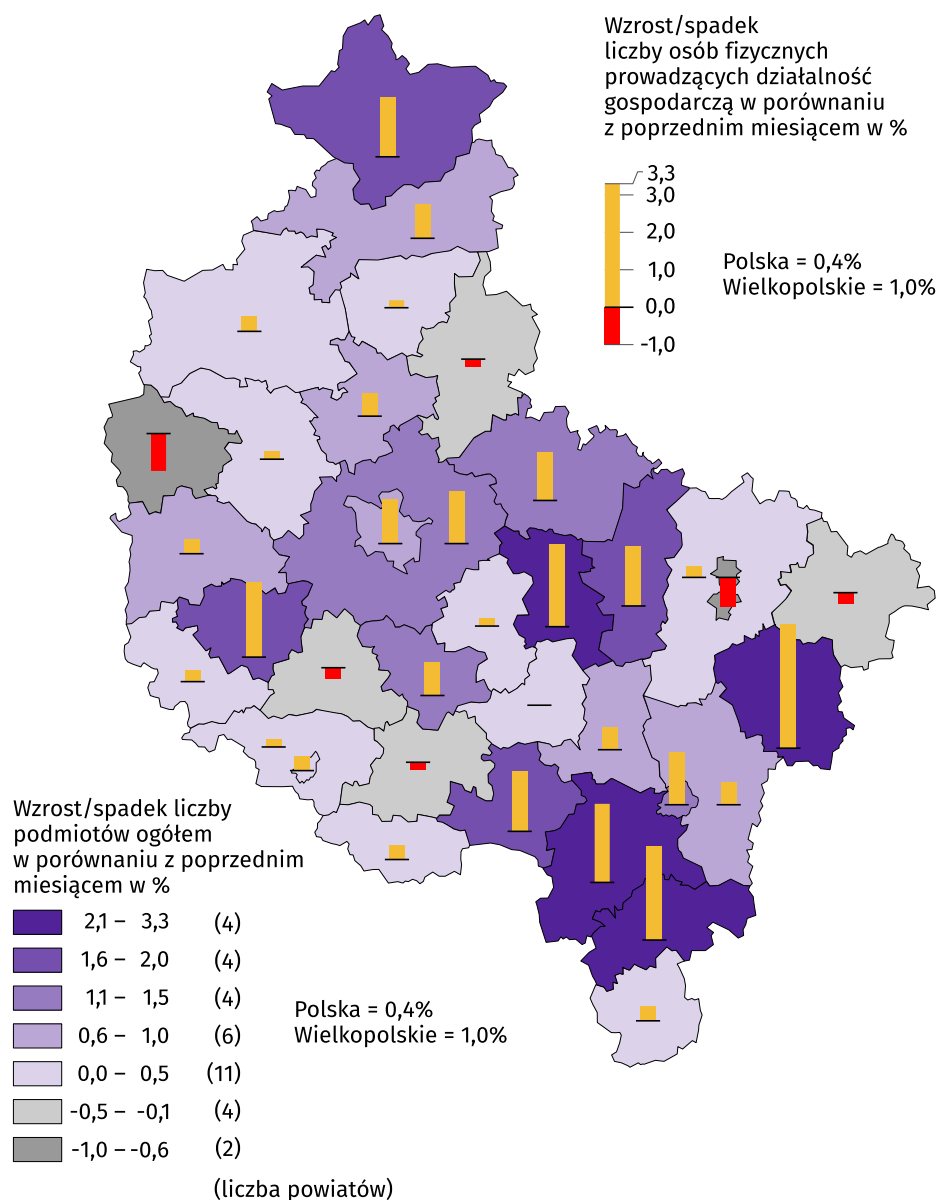 Wzrost/spadek
liczby osób fizycznych
prowadzących działalność
gospodarczą w porównaniu
z poprzednim miesiącem w %
3,3
3,0
2,0
1,0
0,0
-1,0
Polska = 0,4%
Wielkopolskie = 1,0%
Wzrost/spadek liczby
podmiotów ogółem
w porównaniu z poprzednim
miesiącem w %
2,1 – 3,3 (4)
1,6 – 2,0 (4)
1,1 – 1,5 (4)
0,6 – 1,0 (6)
0,0 – 0,5 (11)
-0,5 – -0,1 (4)
-1,0 – -0,6 (2)
(liczba powiatów)
Polska = 0,4%
Wielkopolskie = 1,0%